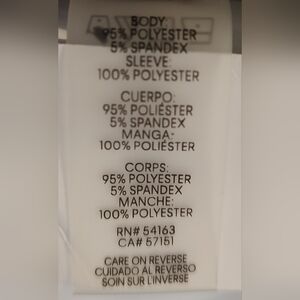 BODY:
95% POLYESTER
5% SPANDEX
SLEEVE:
100% POLYESTER
CUERPO:
95% POLIÉSTER
5% SPANDEX
MANGA:
100% POLIÉSTER
CORPS:
95% POLYESTER
5% SPANDEX
MANCHE:
100% POLYESTER
RN# 54163
CA# 57151
CARE ON REVERSE
CUIDADO AL REVERSO
SOIN SUR L'INVERSE